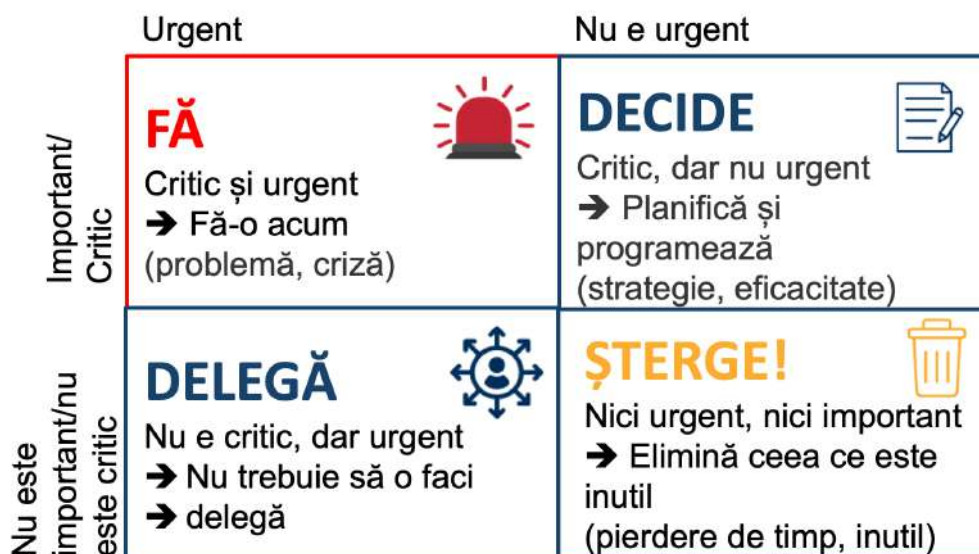 Urgent
Nu e urgent
Important/
Critic
FĂ
Critic și urgent
➔ Fă-o acum
(problemă, criză)
DECIDE
Critic, dar nu urgent
➔ Planifică și
programează
(strategie, eficacitate)
Nu este
important/nu
este critic
DELEGĂ
Nu e critic, dar urgent
➔ Nu trebuie să o faci
➔ delegă
ȘTERGE!
Nici urgent, nici important
➔ Elimină ceea ce este
inutil
(pierdere de timp, inutil)